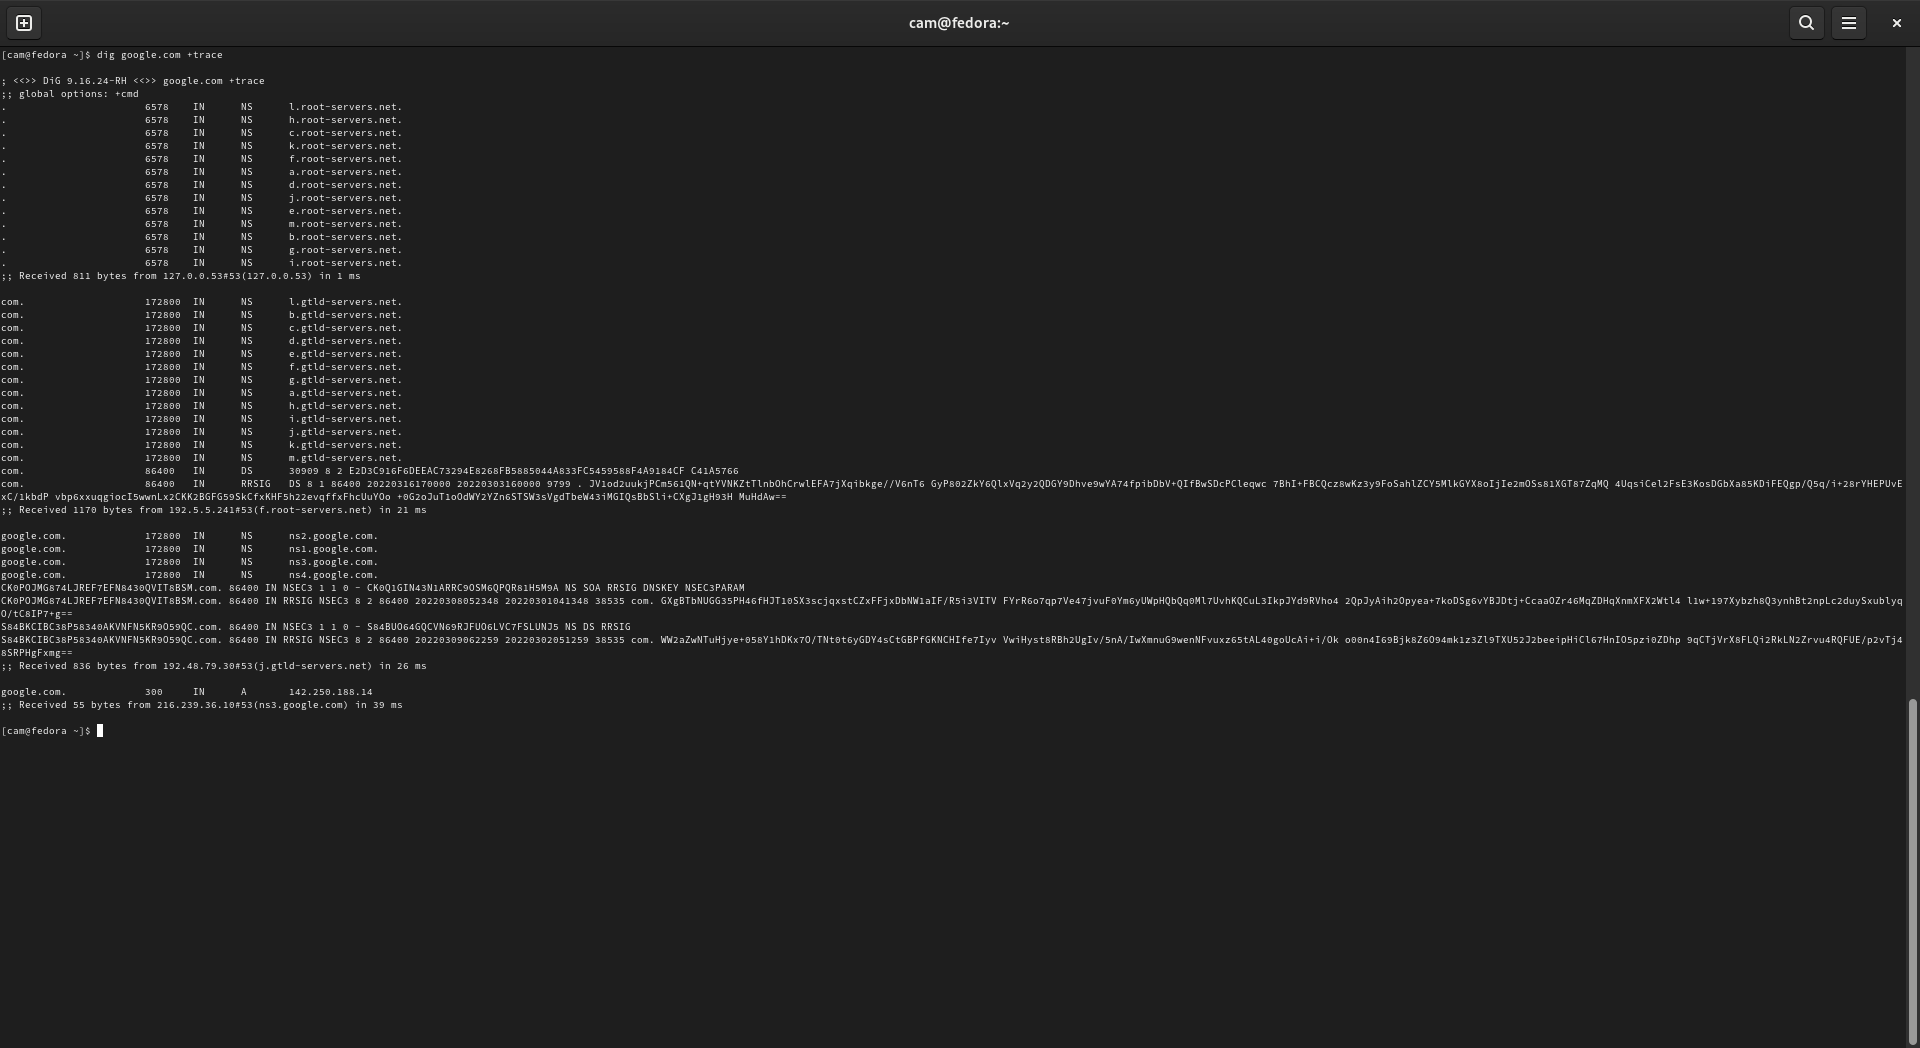 cam@fedora:~
[cam@fedora ~]$ dig google.com +trace
; <<>> DiG 9.16.24-RH <<>> google.com +trace
;; global options: +cmd
. 6578 IN NS l.root-servers.net.
. 6578 IN NS h.root-servers.net.
. 6578 IN NS c.root-servers.net.
. 6578 IN NS k.root-servers.net.
. 6578 IN NS f.root-servers.net.
. 6578 IN NS a.root-servers.net.
. 6578 IN NS d.root-servers.net.
. 6578 IN NS j.root-servers.net.
. 6578 IN NS e.root-servers.net.
. 6578 IN NS m.root-servers.net.
. 6578 IN NS b.root-servers.net.
. 6578 IN NS g.root-servers.net.
. 6578 IN NS i.root-servers.net.
;; Received 811 bytes from 127.0.0.53#53(127.0.0.53) in 1 ms
com. 172800 IN NS l.gtld-servers.net.
com. 172800 IN NS b.gtld-servers.net.
com. 172800 IN NS c.gtld-servers.net.
com. 172800 IN NS d.gtld-servers.net.
com. 172800 IN NS e.gtld-servers.net.
com. 172800 IN NS f.gtld-servers.net.
com. 172800 IN NS g.gtld-servers.net.
com. 172800 IN NS a.gtld-servers.net.
com. 172800 IN NS h.gtld-servers.net.
com. 172800 IN NS i.gtld-servers.net.
com. 172800 IN NS j.gtld-servers.net.
com. 172800 IN NS k.gtld-servers.net.
com. 172800 IN NS m.gtld-servers.net.
com. 86400 IN DS 30909 8 2 E2D3C916F6DEEAC73294E8268FB5885044A833FC5459588F4A9184CF C41A5766
com. 86400 IN RRSIG DS 8 1 86400 20220316170000 20220303160000 9799 . JV1od2uukjPCm561QN+qtYVNKZtTlnbOhCrwlEFA7jXqibkge//V6nT6 GyP802ZkY6QlxVq2y2QDGY9Dhve9wYA74fpibDbV+QIfBwSDcPCleqwc 7BhI+FBCQcz8wKz3y9FoSahlZCY5MlkGYX8oIjIe2mOSs81XGT87ZqMQ 4UqsiCel2FsE3KosDGbXa85KDiFEQgp/Q5q/i+28rYHEPUvE
xC/1kbdP vbp6xxuqgiocI5wwnLx2CKK2BGFG59SkCfxKHF5h22evqffxFhcUuYOo +0G2oJuT1oOdWY2YZn6STSW3sVgdTbeW43iMGIQsBbSli+CXgJ1gH93H MuHdAw==
;; Received 1170 bytes from 192.5.5.241#53(f.root-servers.net) in 21 ms
google.com. 172800 IN NS ns2.google.com.
google.com. 172800 IN NS ns1.google.com.
google.com. 172800 IN NS ns3.google.com.
google.com. 172800 IN NS ns4.google.com.
CK0POJMG874LJREF7EFN8430QVIT8BSM.com. 86400 IN NSEC3 1 1 0 - CK0Q1GIN43N1ARRC9OSM6QPQR81H5M9A NS SOA RRSIG DNSKEY NSEC3PARAM
CK0POJMG874LJREF7EFN8430QVIT8BSM.com. 86400 IN RRSIG NSEC3 8 2 86400 20220308052348 20220301041348 38535 com. GXgBTbNUGG35PH46fHJT10SX3scjqxstCZxFFjxDbNW1aIF/R5i3VITV FYrR6o7qp7Ve47jvuF0Ym6yUWpHQbQq0Ml7UvhKQCuL3IkpJYd9RVho4 2QpJyAih2Opyea+7koDSg6vYBJDtj+CcaaOZr46MqZDHqXnmXFX2Wtl4 l1w+197Xybzh8Q3ynhBt2npLc2duySxublyq
O/tC8IP7+g==
S84BKCIBC38P58340AKVNFN5KR9O59QC.com. 86400 IN NSEC3 1 1 0 - S84BUO64GQCVN69RJFUO6LVC7FSLUNJ5 NS DS RRSIG
S84BKCIBC38P58340AKVNFN5KR9O59QC.com. 86400 IN RRSIG NSEC3 8 2 86400 20220309062259 20220302051259 38535 com. WW2aZwNTuHjye+058Y1hDKx7O/TNt0t6yGDY4sCtGBPfGKNCHIfe7Iyv VwiHyst8RBh2UgIv/5nA/IwXmnuG9wenNFvuxz65tAL40goUcAi+i/Ok o00n4I69Bjk8Z6O94mk1z3Zl9TXU52J2beeipHiCl67HnIO5pzi0ZDhp 9qCTjVrX8FLQi2RkLN2Zrvu4RQFUE/p2vTj4
8SRPHgFxmg==
;; Received 836 bytes from 192.48.79.30#53(j.gtld-servers.net) in 26 ms
google.com. 300 IN A 142.250.188.14
;; Received 55 bytes from 216.239.36.10#53(ns3.google.com) in 39 ms
[cam@fedora ~]$